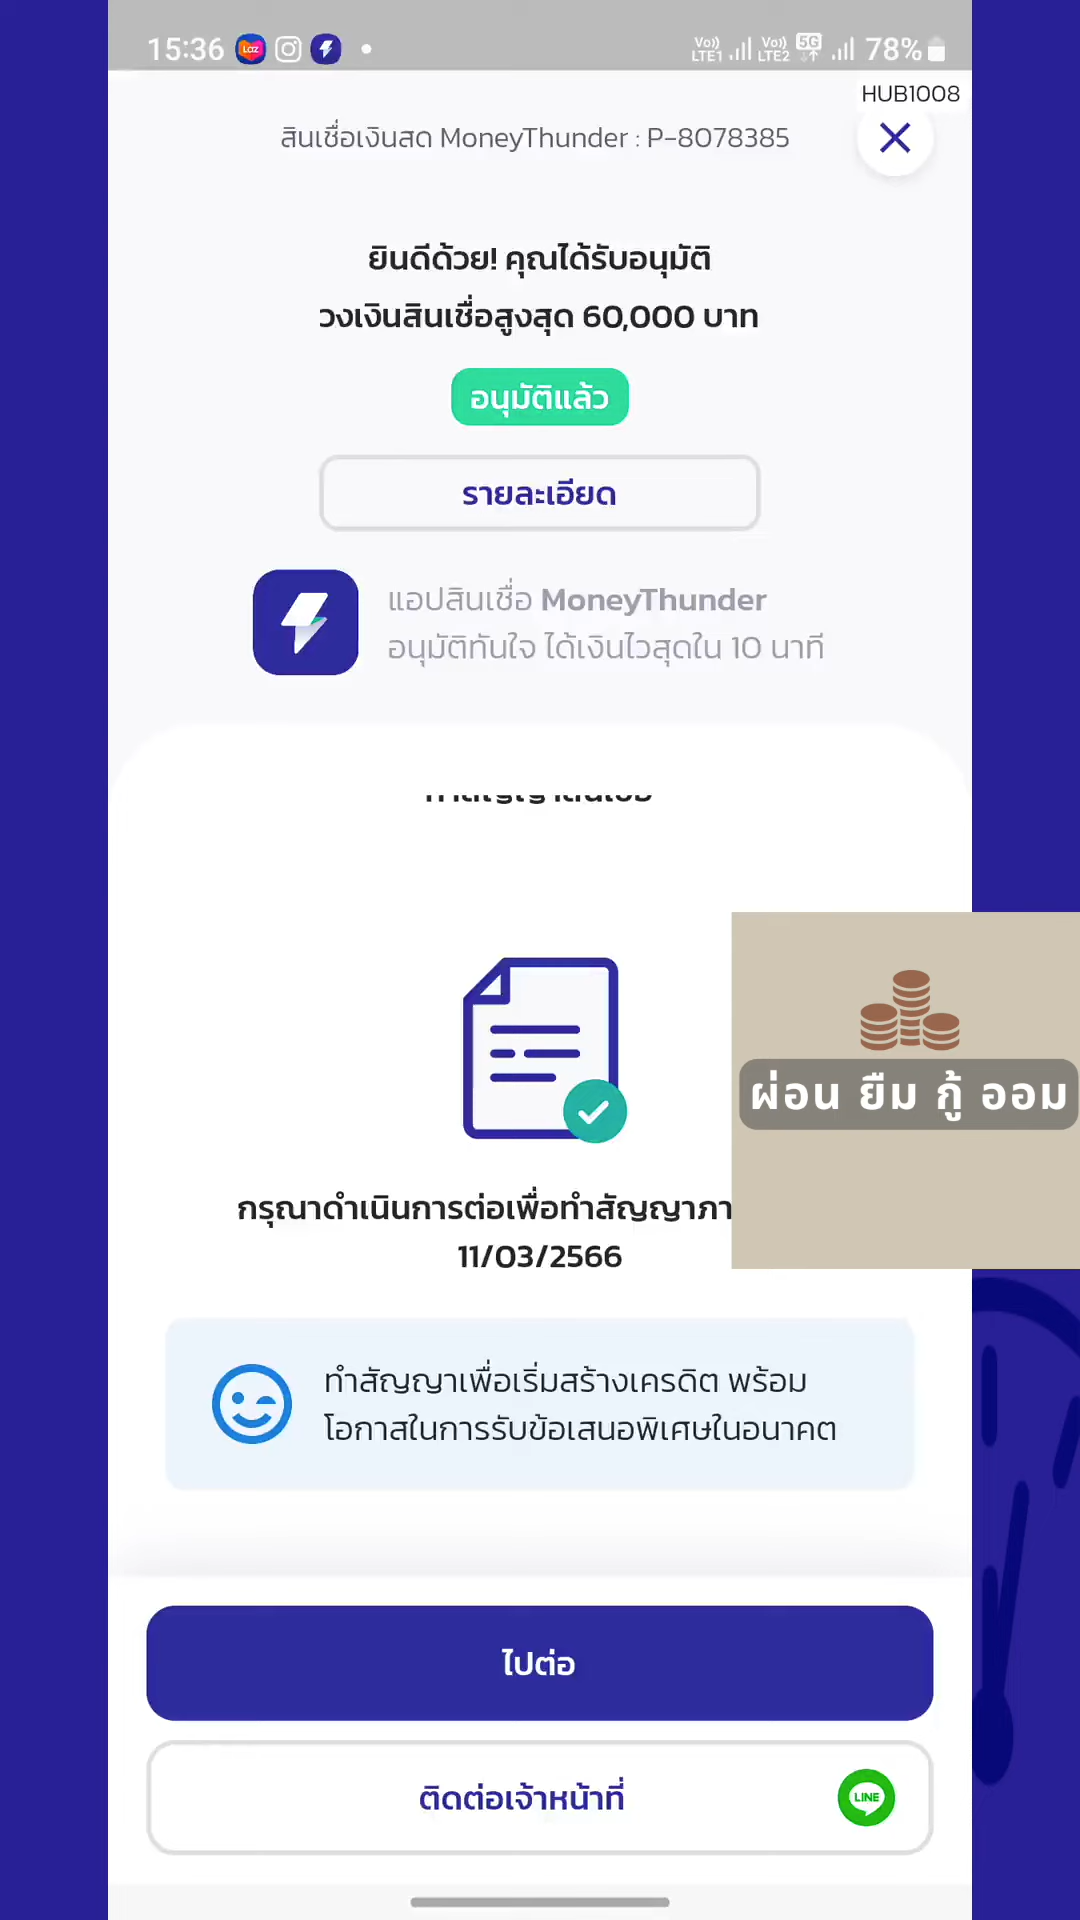 15:36
Vo)) LTE1 Vo)) LTE2 5G 78%
HUB1008
สินเชื่อเงินสด MoneyThunder : P-8078385
ยินดีด้วย! คุณได้รับอนุมัติ
วงเงินสินเชื่อสูงสุด 60,000 บาท
อนุมัติแล้ว
รายละเอียด
แอปสินเชื่อ MoneyThunder
อนุมัติทันใจ ได้เงินไวสุดใน 10 นาที
ผ่อน ยืม กู้ ออม
กรุณาดำเนินการต่อเพื่อทำสัญญาภา
11/03/2566
ทำสัญญาเพื่อเริ่มสร้างเครดิต พร้อม
โอกาสในการรับข้อเสนอพิเศษในอนาคต
ไปต่อ
ติดต่อเจ้าหน้าที่
LINE